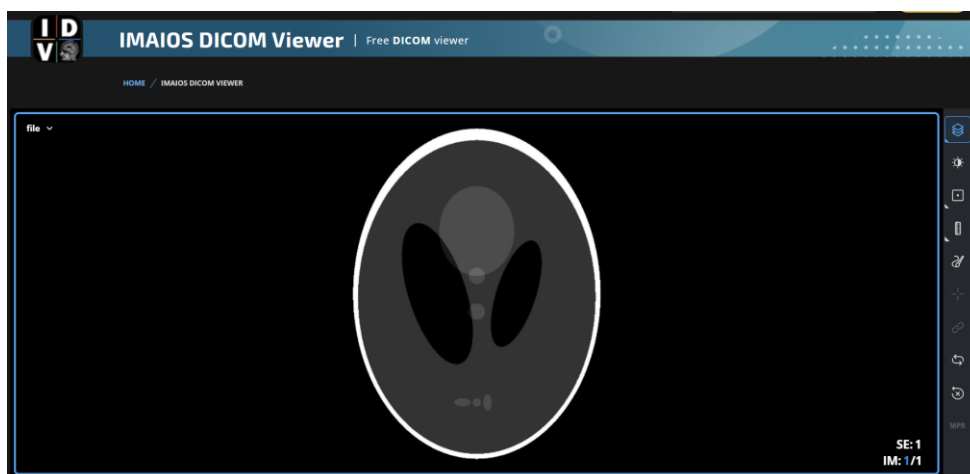 I D
V
IMAIOS DICOM Viewer | Free DICOM viewer
HOME / IMAIOS DICOM VIEWER
file
MPR
SE: 1
IM: 1/1